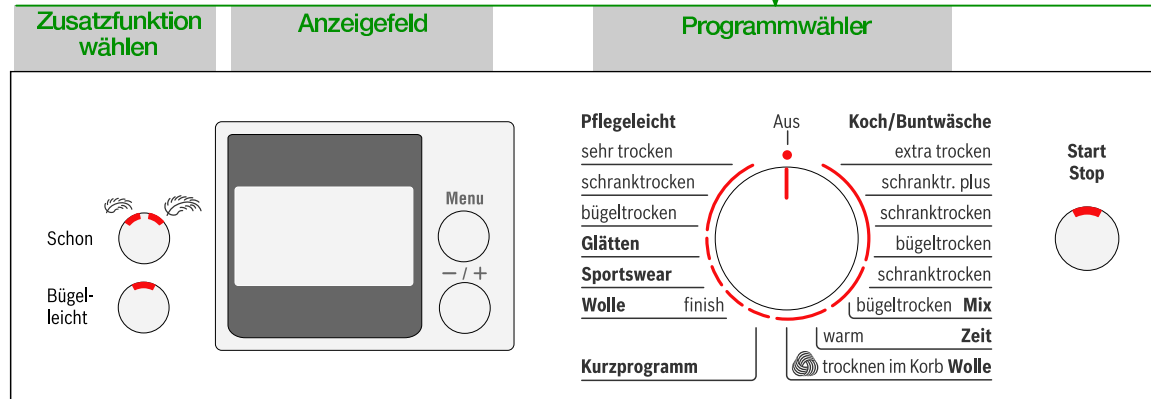 Zusatzfunktion
wählen
Anzeigefeld
Programmwähler
Schon
Bügel-
leicht
Menu
– / +
Pflegeleicht
sehr trocken
schranktrocken
bügeltrocken
Glätten
Sportswear
Wolle finish
Kurzprogramm
Aus
Koch/Buntwäsche
extra trocken
schranktr. plus
schranktrocken
bügeltrocken
schranktrocken
bügeltrocken Mix
warm Zeit
trocknen im Korb Wolle
Start
Stop